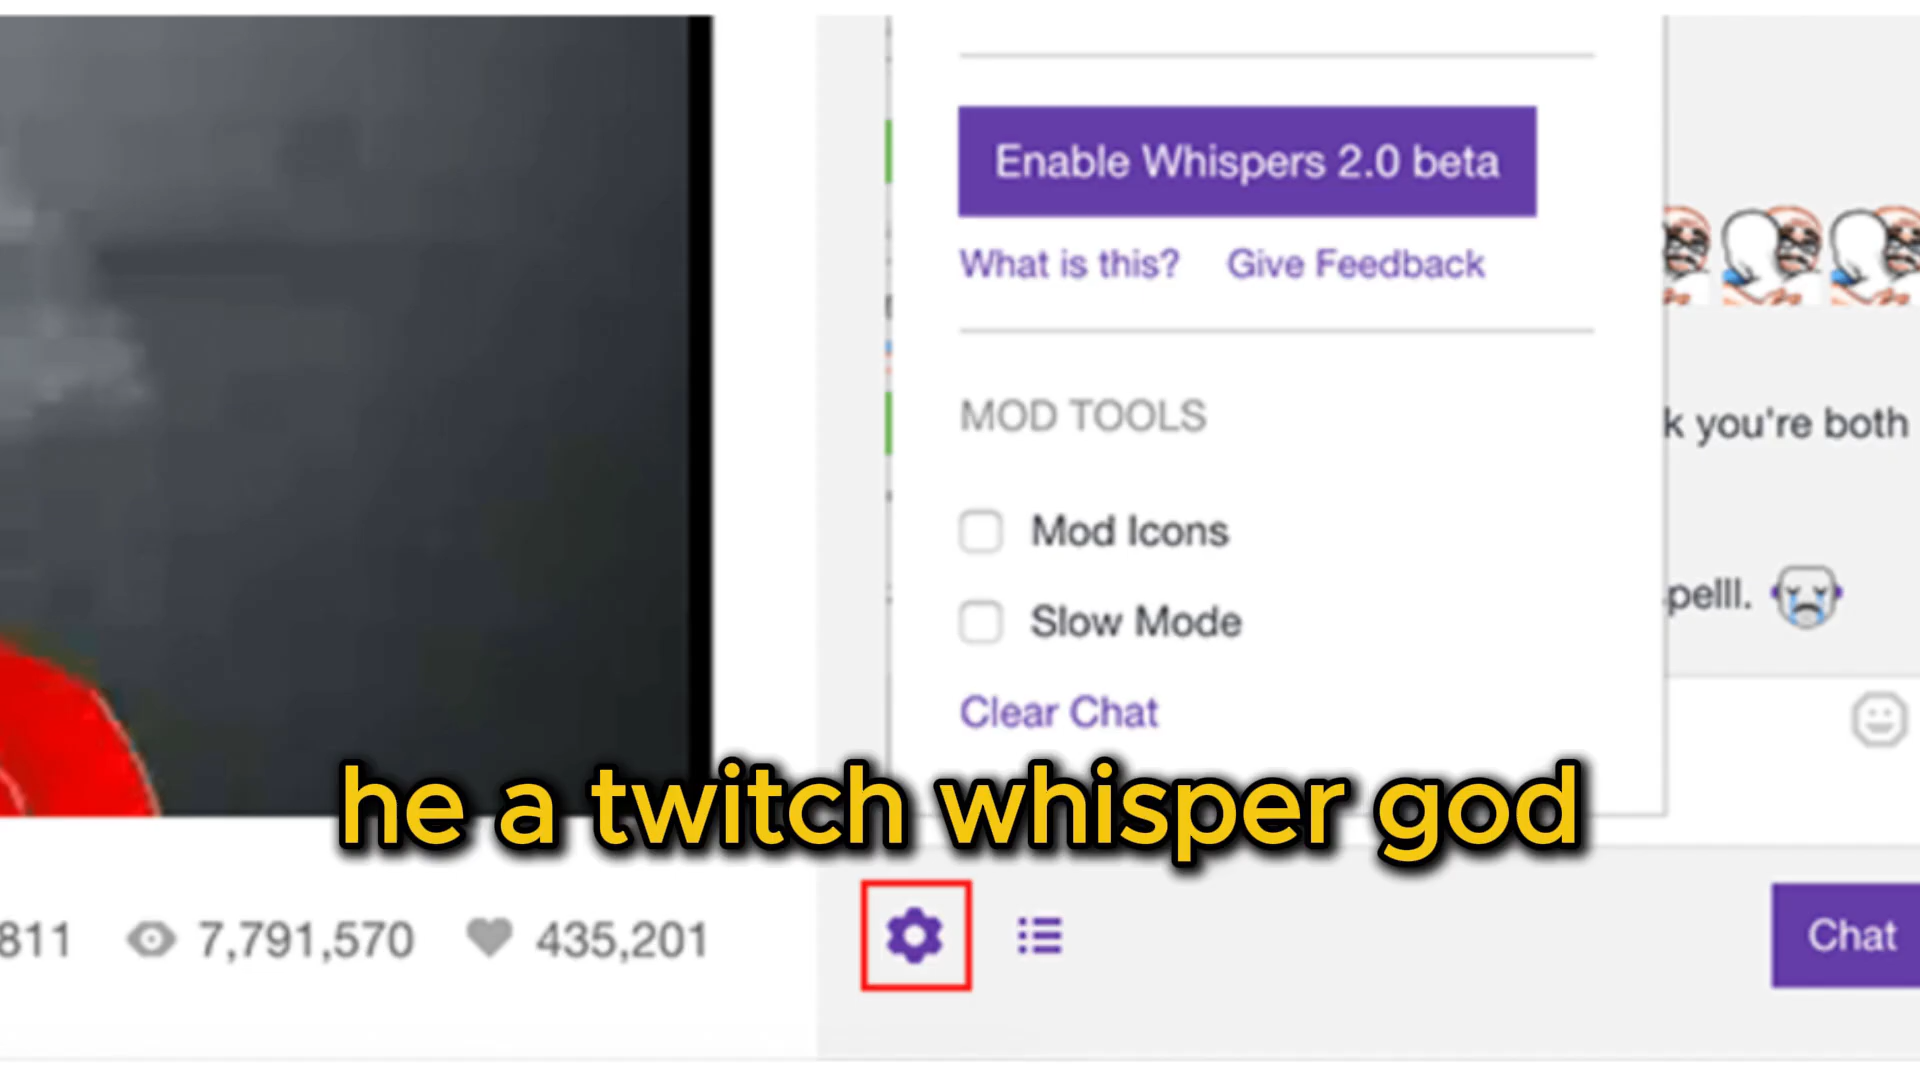 Enable Whispers 2.0 beta
What is this? Give Feedback
MOD TOOLS
k you're both
Mod Icons
Slow Mode
pelll.
Clear Chat
he a twitch whisper god
811 7,791,570 435,201
Chat